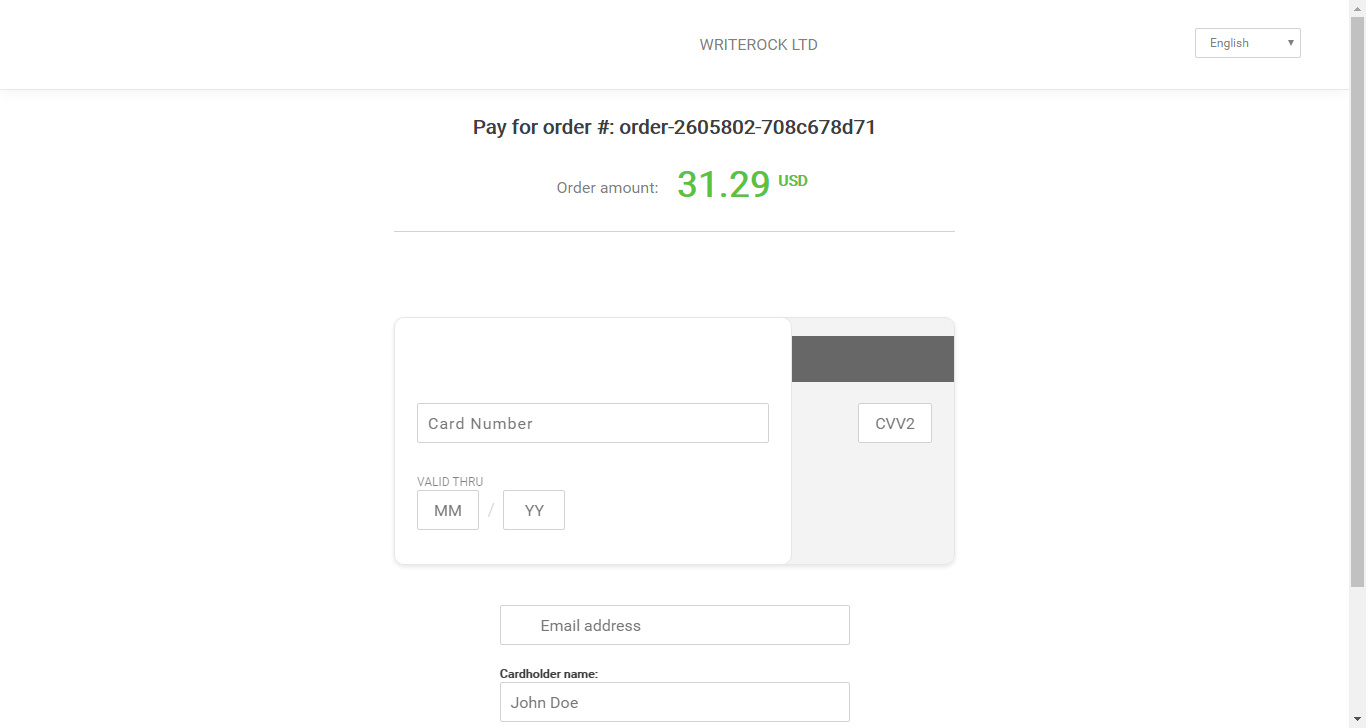 WRITEROCK LTD
English
Pay for order #: order-2605802-708c678d71
Order amount: 31.29 USD
Card Number
CVV2
VALID THRU
MM / YY
Email address
Cardholder name:
John Doe